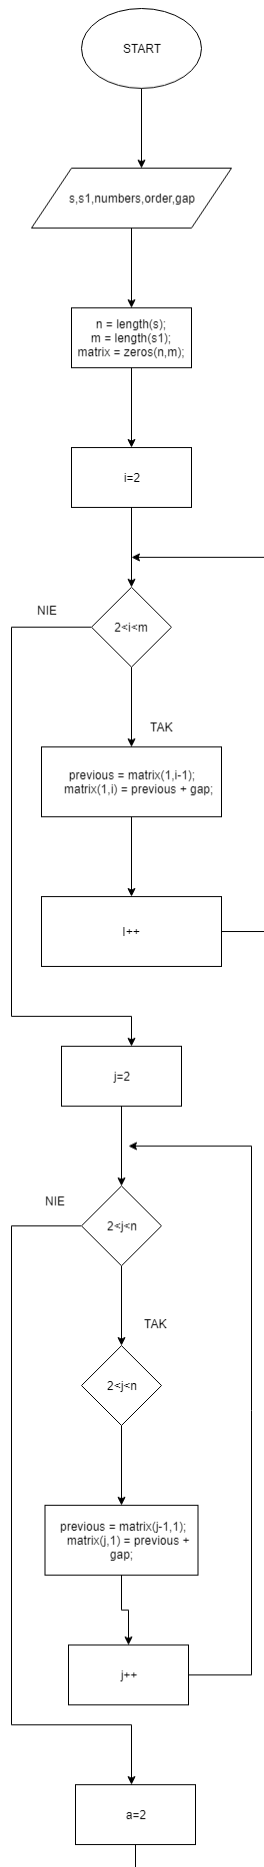 START
s,s1,numbers,order,gap
n = length(s);
m = length(s1);
matrix = zeros(n,m);
i=2
2<i<m
NIE
TAK
previous = matrix(1,i-1);
matrix(1,i) = previous + gap;
I++
j=2
2<j<n
NIE
TAK
2<j<n
previous = matrix(j-1,1);
matrix(j,1) = previous +
gap;
j++
a=2